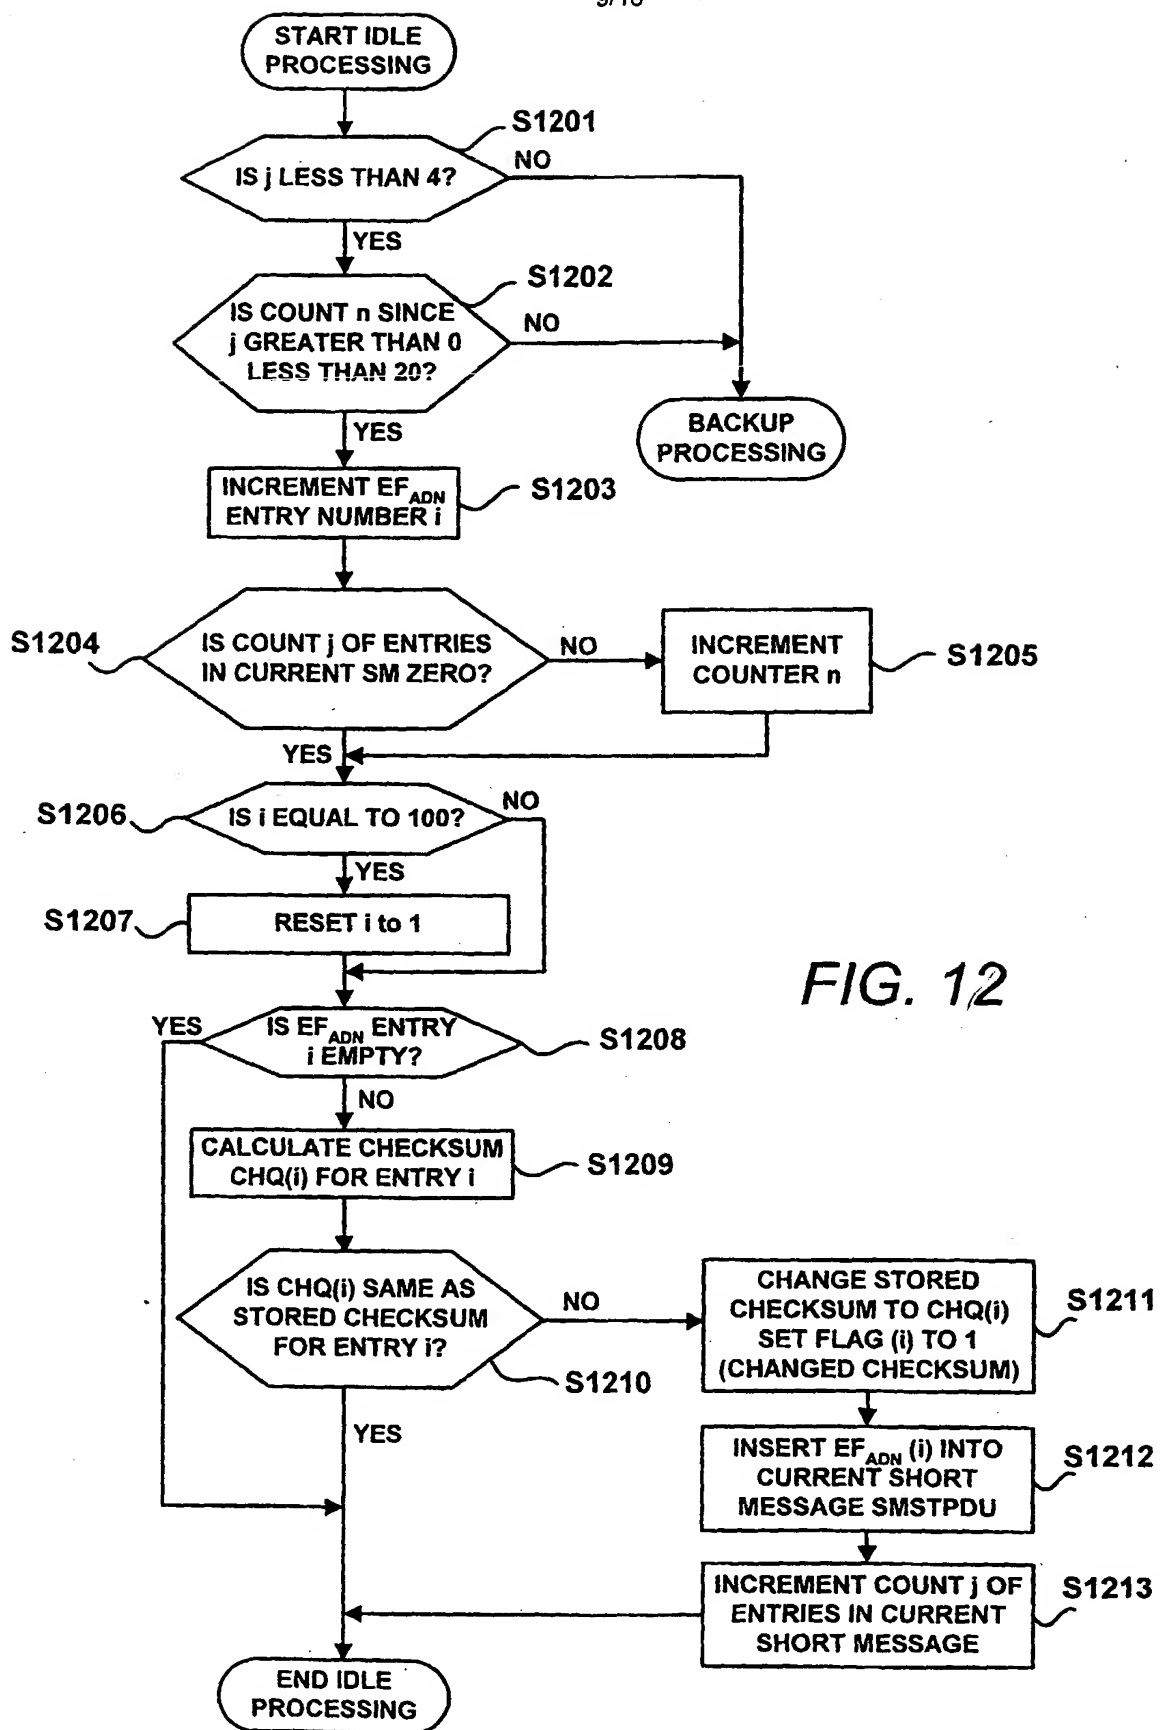 START IDLE
PROCESSING
S1201
IS j LESS THAN 4?
NO
YES
S1202
IS COUNT n SINCE
j GREATER THAN 0
LESS THAN 20?
NO
YES
BACKUP
PROCESSING
INCREMENT EFADN
ENTRY NUMBER i
S1203
S1204
IS COUNT j OF ENTRIES
IN CURRENT SM ZERO?
NO
INCREMENT
COUNTER n
S1205
YES
S1206
IS i EQUAL TO 100?
NO
YES
S1207
RESET i to 1
FIG. 12
YES
IS EFADN ENTRY
i EMPTY?
S1208
NO
CALCULATE CHECKSUM
CHQ(i) FOR ENTRY i
S1209
IS CHQ(i) SAME AS
STORED CHECKSUM
FOR ENTRY i?
NO
S1210
YES
CHANGE STORED
CHECKSUM TO CHQ(i)
SET FLAG (i) TO 1
(CHANGED CHECKSUM)
S1211
INSERT EFADN (i) INTO
CURRENT SHORT
MESSAGE SMSTPDU
S1212
INCREMENT COUNT j OF
ENTRIES IN CURRENT
SHORT MESSAGE
S1213
END IDLE
PROCESSING